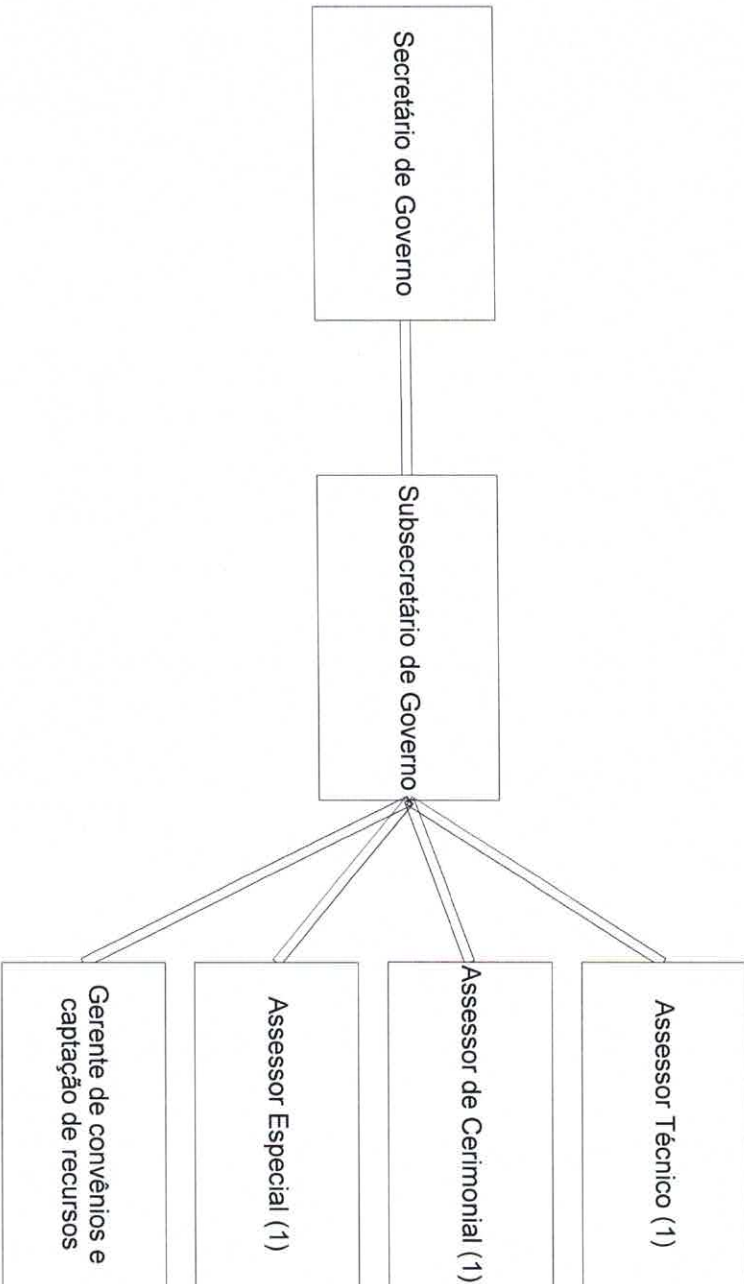 Secretário de Governo
Subsecretário de Governo
Gerente de convênios e
captação de recursos
Assessor Especial (1)
Assessor de Cerimonial (1)
Assessor Técnico (1)